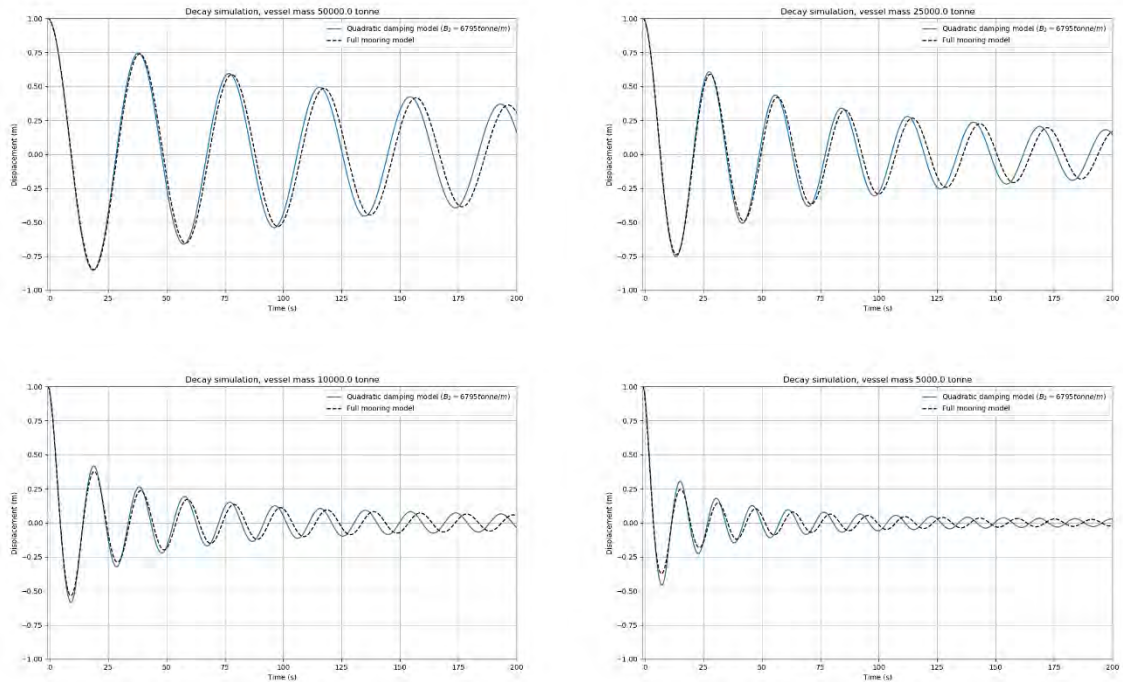 Decay simulation, vessel mass 50000.0 tonne
Quadratic damping model (B₂ = 6795tonne/m)
Full mooring model
Displacement (m)
1.00
0.75
0.50
0.25
0.00
−0.25
−0.50
−0.75
−1.00
0 25 50 75 100 125 150 175 200
Time (s)
Decay simulation, vessel mass 25000.0 tonne
Quadratic damping model (B₂ = 6795tonne/m)
Full mooring model
Displacement (m)
1.00
0.75
0.50
0.25
0.00
−0.25
−0.50
−0.75
−1.00
0 25 50 75 100 125 150 175 200
Time (s)
Decay simulation, vessel mass 10000.0 tonne
Quadratic damping model (B₂ = 6795tonne/m)
Full mooring model
Displacement (m)
1.00
0.75
0.50
0.25
0.00
−0.25
−0.50
−0.75
−1.00
0 25 50 75 100 125 150 175 200
Time (s)
Decay simulation, vessel mass 5000.0 tonne
Quadratic damping model (B₂ = 6795tonne/m)
Full mooring model
Displacement (m)
1.00
0.75
0.50
0.25
0.00
−0.25
−0.50
−0.75
−1.00
0 25 50 75 100 125 150 175 200
Time (s)